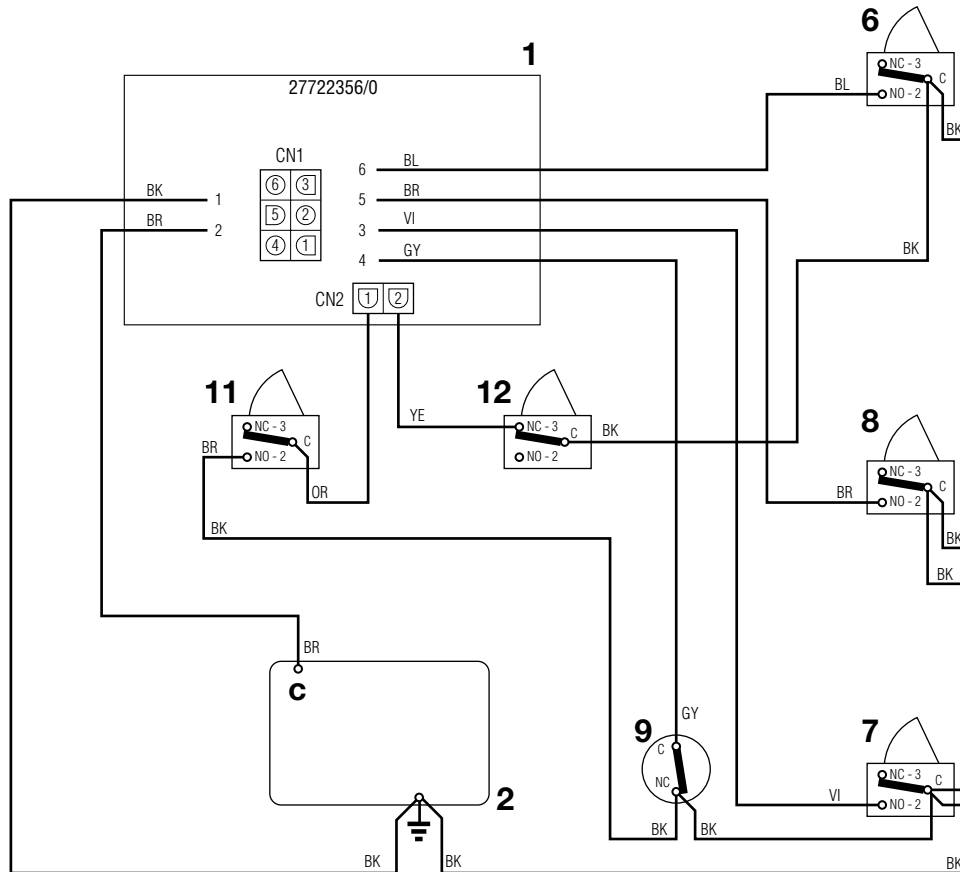 6
NC - 3
C
BL
NO - 2
BK
1
27722356/0
CN1
6 BL
6 3
BK 1
5 BR
5 2
BR 2
3 VI
4 1
4 GY
BK
CN2 1 2
11
12
8
NC - 3
C
YE
NC - 3
C
BK
BR
NO - 2
NO - 2
NC - 3
C
OR
BR
NO - 2
BK
BK
BK
BR
c
GY
9
7
C
NC - 3
C
NC
VI
NO - 2
2
BK
BK
BK
BK
BK